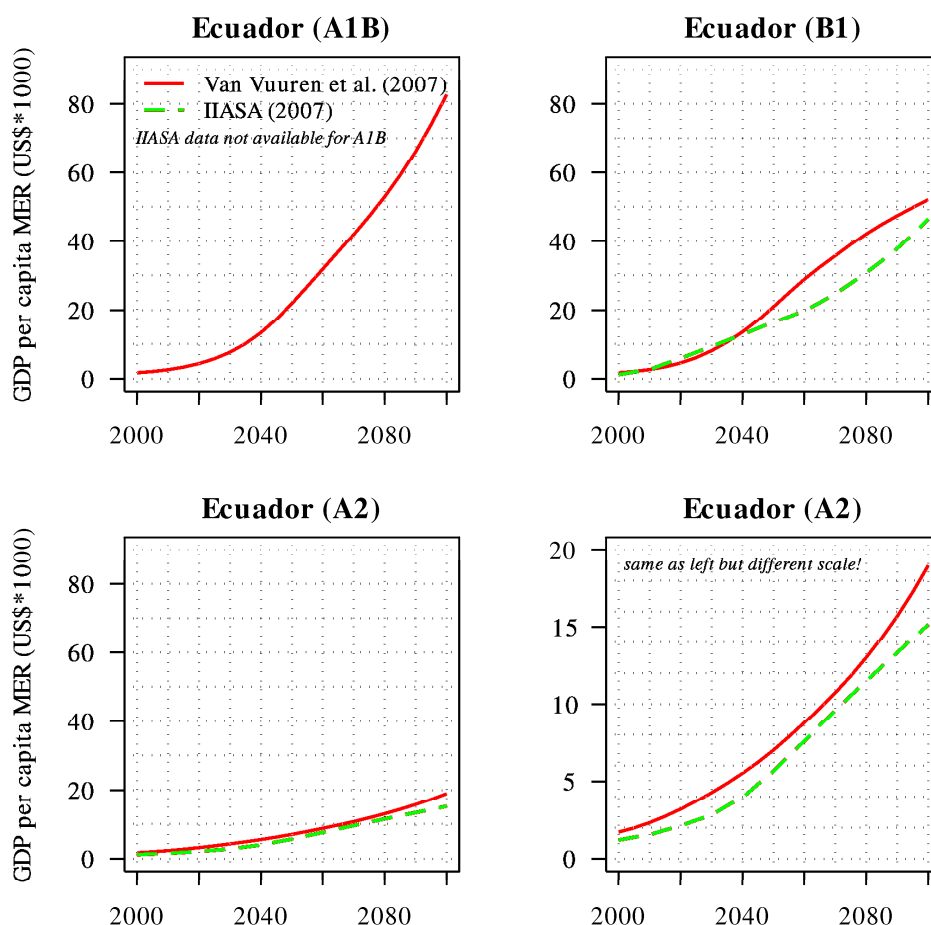 Ecuador (A1B)
GDP per capita MER (US$*1000)
Van Vuuren et al. (2007)
IIASA (2007)
IIASA data not available for A1B
80
60
40
20
0
2000 2040 2080
Ecuador (B1)
80
60
40
20
0
2000 2040 2080
Ecuador (A2)
GDP per capita MER (US$*1000)
80
60
40
20
0
2000 2040 2080
Ecuador (A2)
same as left but different scale!
20
15
10
5
0
2000 2040 2080